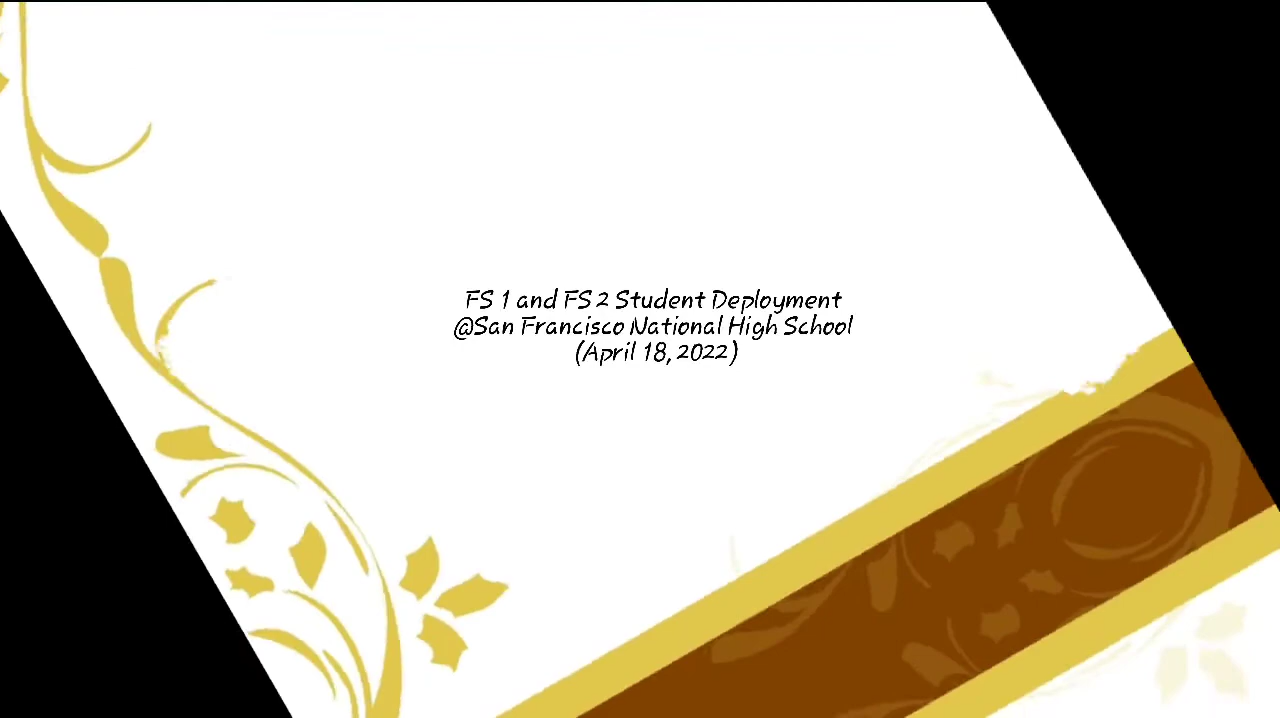 FS 1 and FS 2 Student Deployment
@San Francisco National High School
(April 18, 2022)